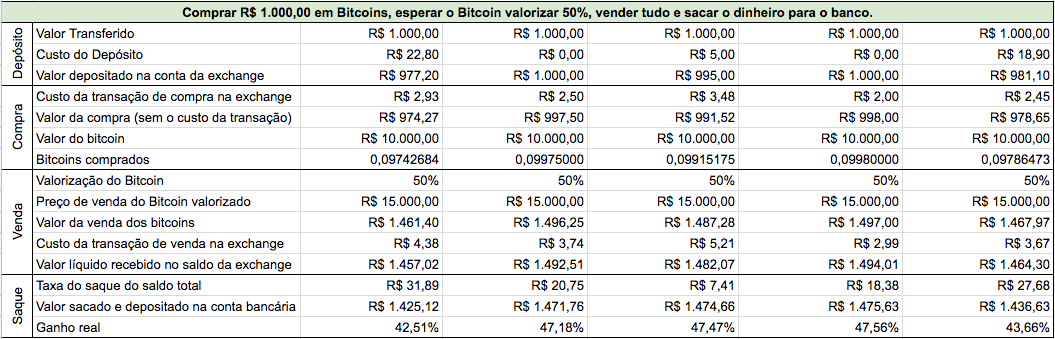 Comprar R$ 1.000,00 em Bitcoins, esperar o Bitcoin valorizar 50%, vender tudo e sacar o dinheiro para o banco.
Depósito
Valor Transferido R$ 1.000,00 R$ 1.000,00 R$ 1.000,00 R$ 1.000,00 R$ 1.000,00
Custo do Depósito R$ 22,80 R$ 0,00 R$ 5,00 R$ 0,00 R$ 18,90
Valor depositado na conta da exchange R$ 977,20 R$ 1.000,00 R$ 995,00 R$ 1.000,00 R$ 981,10
Compra
Custo da transação de compra na exchange R$ 2,93 R$ 2,50 R$ 3,48 R$ 2,00 R$ 2,45
Valor da compra (sem o custo da transação) R$ 974,27 R$ 997,50 R$ 991,52 R$ 998,00 R$ 978,65
Valor do bitcoin R$ 10.000,00 R$ 10.000,00 R$ 10.000,00 R$ 10.000,00 R$ 10.000,00
Bitcoins comprados 0,09742684 0,09975000 0,09915175 0,09980000 0,09786473
Venda
Valorização do Bitcoin 50% 50% 50% 50% 50%
Preço de venda do Bitcoin valorizado R$ 15.000,00 R$ 15.000,00 R$ 15.000,00 R$ 15.000,00 R$ 15.000,00
Valor da venda dos bitcoins R$ 1.461,40 R$ 1.496,25 R$ 1.487,28 R$ 1.497,00 R$ 1.467,97
Custo da transação de venda na exchange R$ 4,38 R$ 3,74 R$ 5,21 R$ 2,99 R$ 3,67
Valor líquido recebido no saldo da exchange R$ 1.457,02 R$ 1.492,51 R$ 1.482,07 R$ 1.494,01 R$ 1.464,30
Saque
Taxa do saque do saldo total R$ 31,89 R$ 20,75 R$ 7,41 R$ 18,38 R$ 27,68
Valor sacado e depositado na conta bancária R$ 1.425,12 R$ 1.471,76 R$ 1.474,66 R$ 1.475,63 R$ 1.436,63
Ganho real 42,51% 47,18% 47,47% 47,56% 43,66%